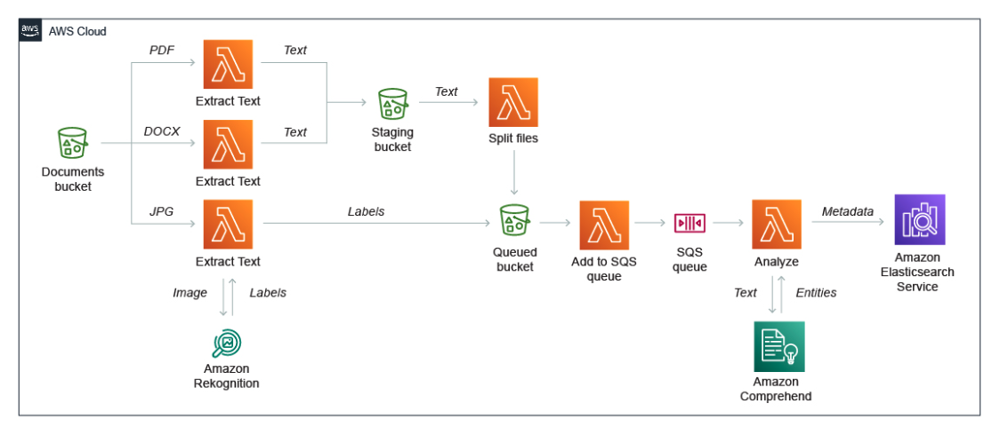 aws
AWS Cloud
PDF
Text
Extract Text
Text
Documents
bucket
DOCX
Text
Extract Text
Staging
bucket
Split files
JPG
Labels
Extract Text
Queued
bucket
Add to SQS
queue
SQS
queue
Analyze
Metadata
Amazon
Elasticsearch
Service
Image
Labels
Text
Entities
Amazon
Rekognition
Amazon
Comprehend